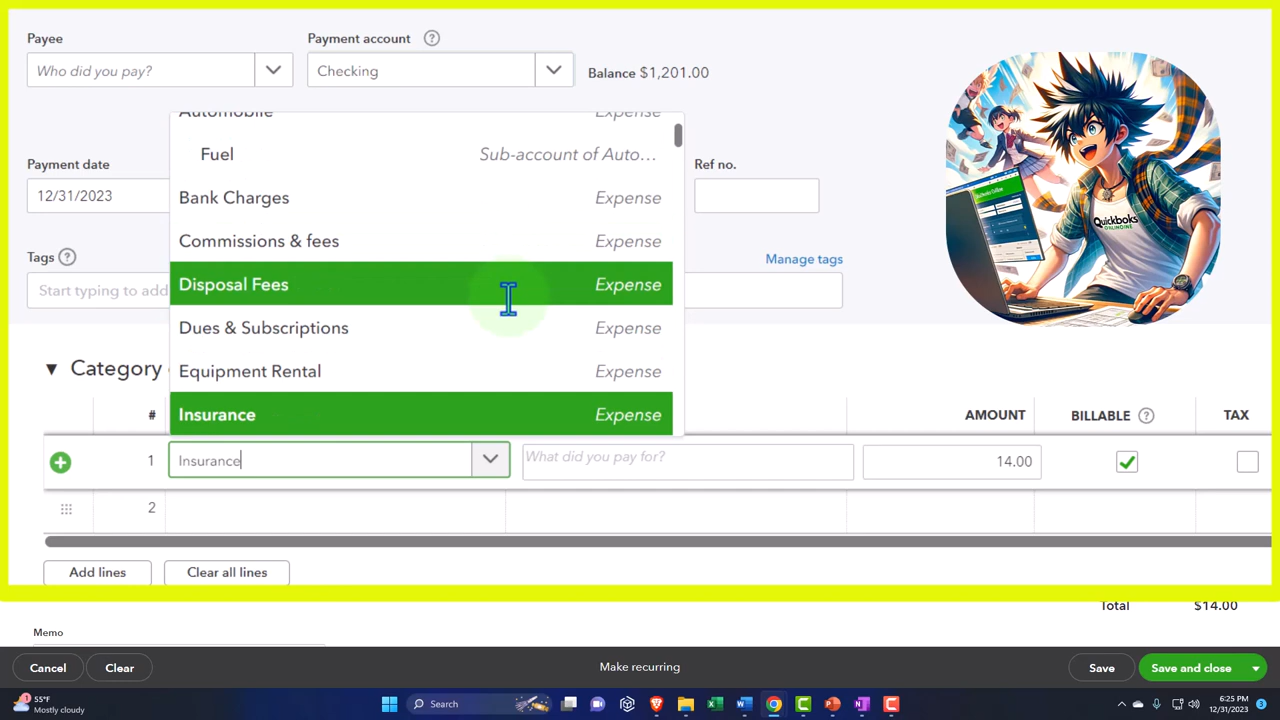 Payee
Payment account ?
Who did you pay?
Checking
Balance $1,201.00
Automobile Expense
Fuel Sub-account of Auto…
Payment date
Ref no.
12/31/2023
Bank Charges Expense
Commissions & fees Expense
Tags ?
Manage tags
Start typing to add
Disposal Fees Expense
Dues & Subscriptions Expense
Equipment Rental Expense
Category
# AMOUNT BILLABLE ? TAX
Insurance Expense
1 Insurance What did you pay for? 14.00
2
Add lines Clear all lines
Total $14.00
Memo
Cancel Clear Make recurring Save Save and close
1
55°F
Mostly cloudy
Search
6:25 PM
12/31/2023
3